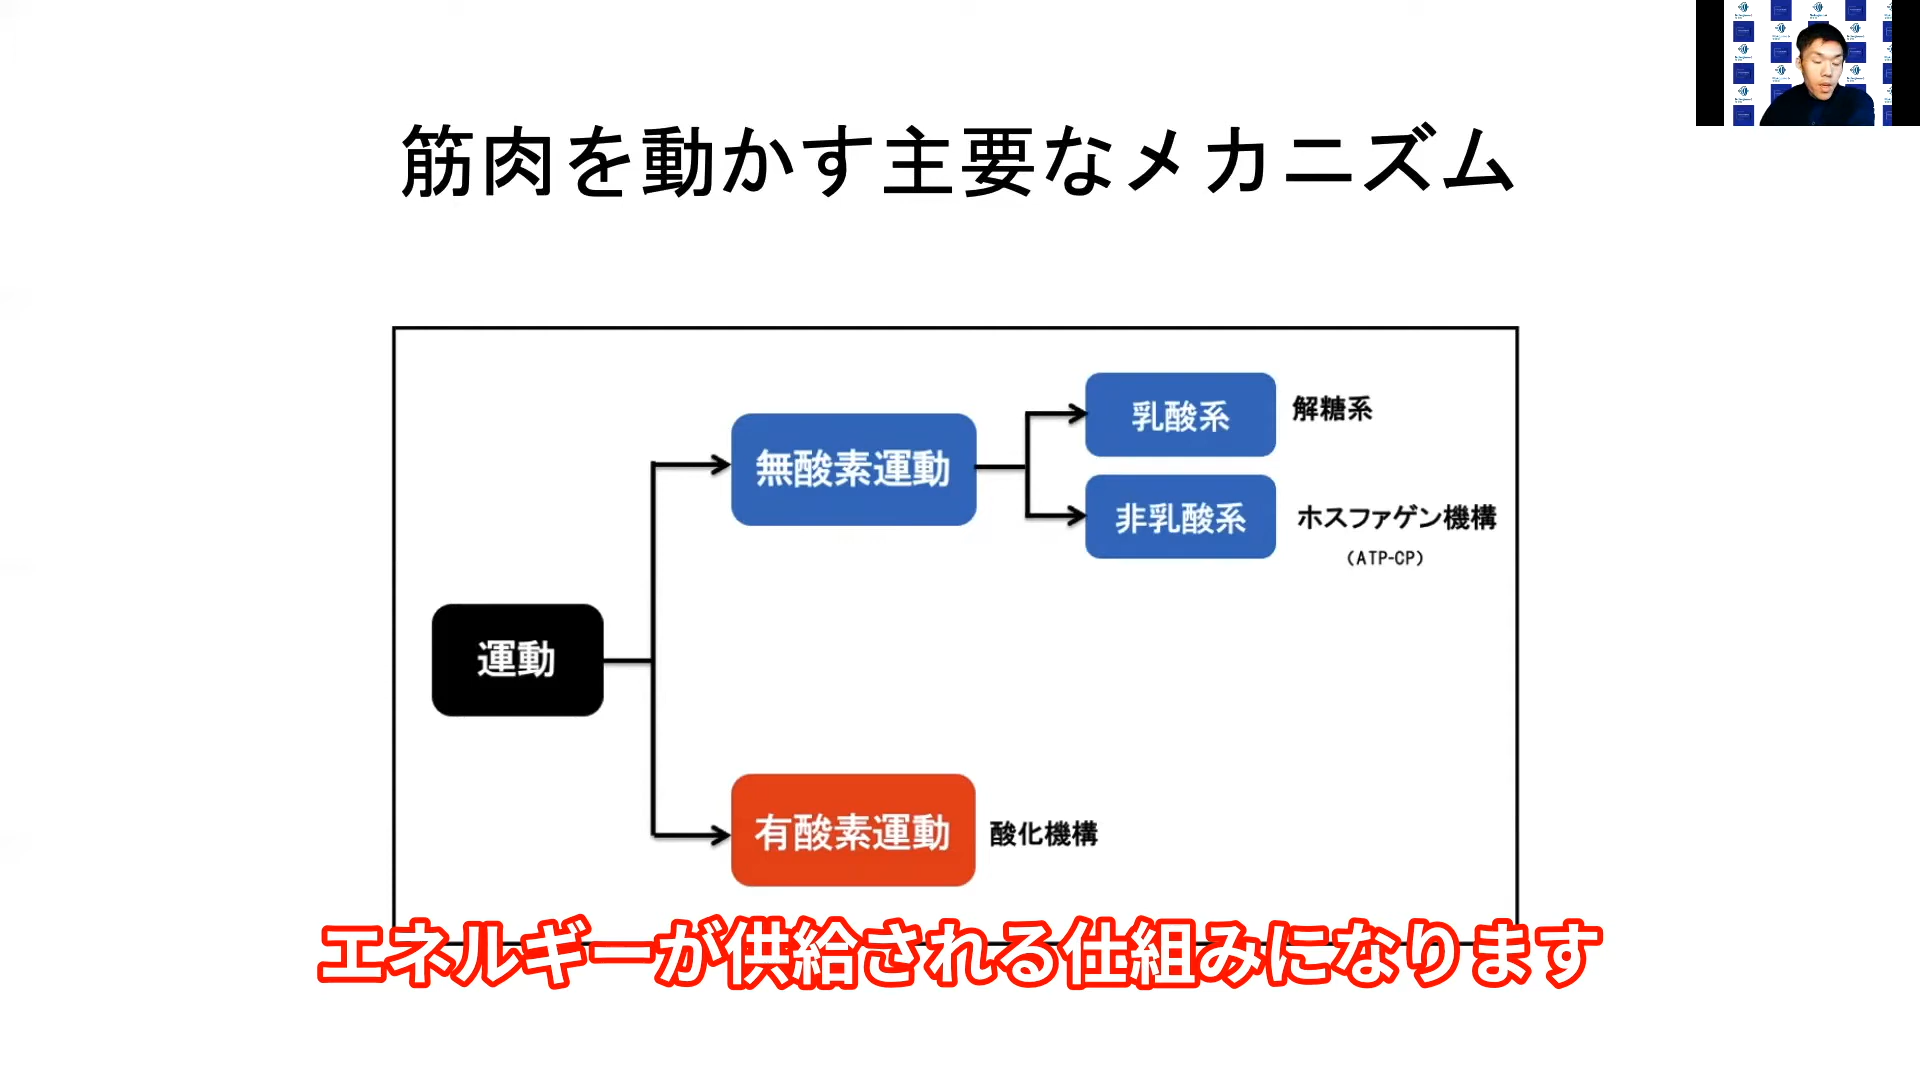 筋肉を動かす主要なメカニズム
乳酸系
解糖系
無酸素運動
非乳酸系
ホスファゲン機構
（ATP-CP）
運動
有酸素運動
酸化機構
エネルギーが供給される仕組みになります